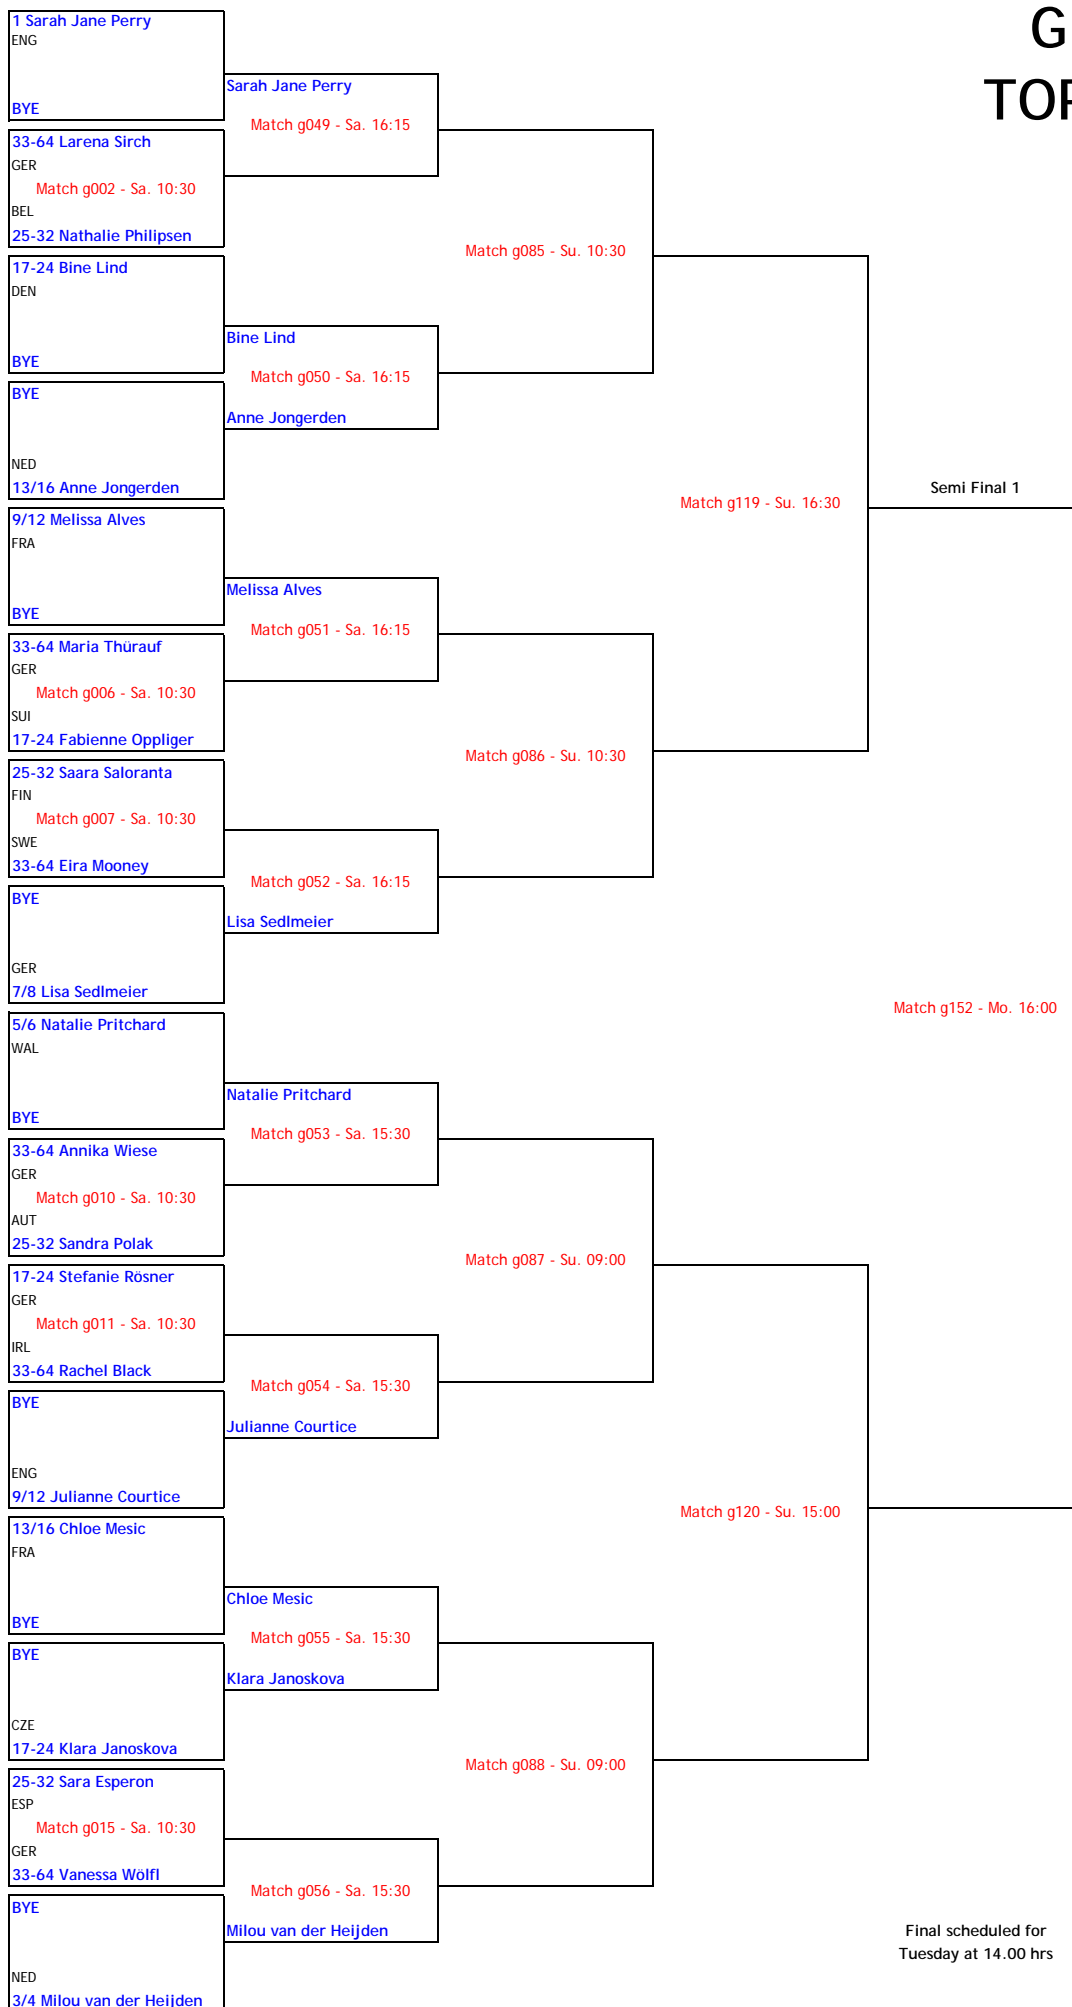 G
TOP
1 Sarah Jane Perry
ENG
BYE
Sarah Jane Perry
Match g049 - Sa. 16:15
33-64 Larena Sirch
GER
Match g002 - Sa. 10:30
BEL
25-32 Nathalie Philipsen
Match g085 - Su. 10:30
17-24 Bine Lind
DEN
BYE
Bine Lind
Match g050 - Sa. 16:15
Anne Jongerden
BYE
NED
13/16 Anne Jongerden
Match g119 - Su. 16:30
Semi Final 1
9/12 Melissa Alves
FRA
BYE
Melissa Alves
Match g051 - Sa. 16:15
33-64 Maria Thürauf
GER
Match g006 - Sa. 10:30
SUI
17-24 Fabienne Oppliger
Match g086 - Su. 10:30
25-32 Saara Saloranta
FIN
Match g007 - Sa. 10:30
SWE
33-64 Eira Mooney
Match g052 - Sa. 16:15
Lisa Sedlmeier
BYE
GER
7/8 Lisa Sedlmeier
Match g152 - Mo. 16:00
5/6 Natalie Pritchard
WAL
BYE
Natalie Pritchard
Match g053 - Sa. 15:30
33-64 Annika Wiese
GER
Match g010 - Sa. 10:30
AUT
25-32 Sandra Polak
Match g087 - Su. 09:00
17-24 Stefanie Rösner
GER
Match g011 - Sa. 10:30
IRL
33-64 Rachel Black
Match g054 - Sa. 15:30
Julianne Courtice
BYE
ENG
9/12 Julianne Courtice
Match g120 - Su. 15:00
13/16 Chloe Mesic
FRA
BYE
Chloe Mesic
Match g055 - Sa. 15:30
Klara Janoskova
BYE
CZE
17-24 Klara Janoskova
Match g088 - Su. 09:00
25-32 Sara Esperon
ESP
Match g015 - Sa. 10:30
GER
33-64 Vanessa Wölfl
Match g056 - Sa. 15:30
Milou van der Heijden
BYE
NED
3/4 Milou van der Heijden
Final scheduled for
Tuesday at 14.00 hrs